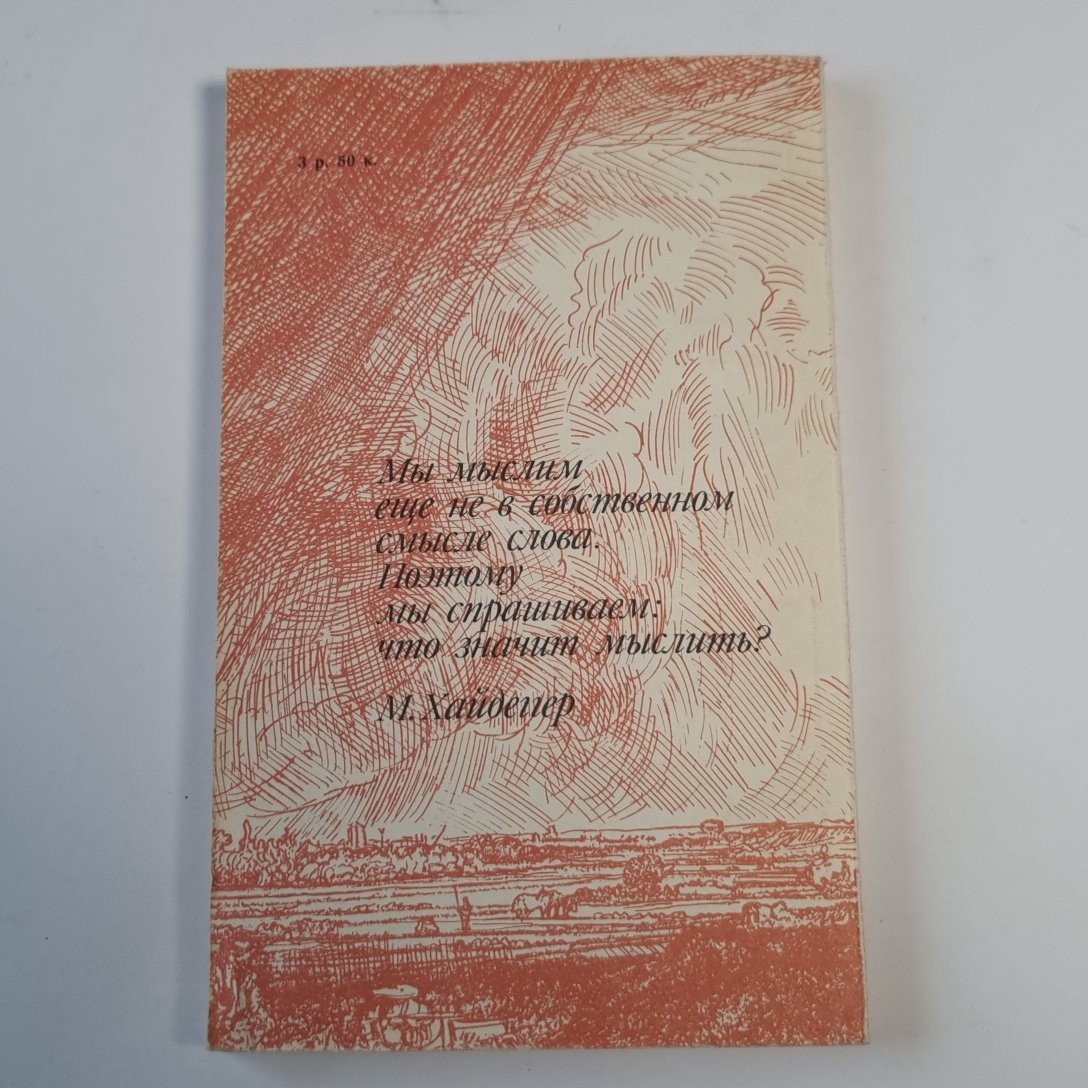 3 р. 50 к.
Мы мыслим
еще не в собственном
смысле слова.
Поэтому
мы спрашиваем:
что значит мыслить?
М. Хайдеггер